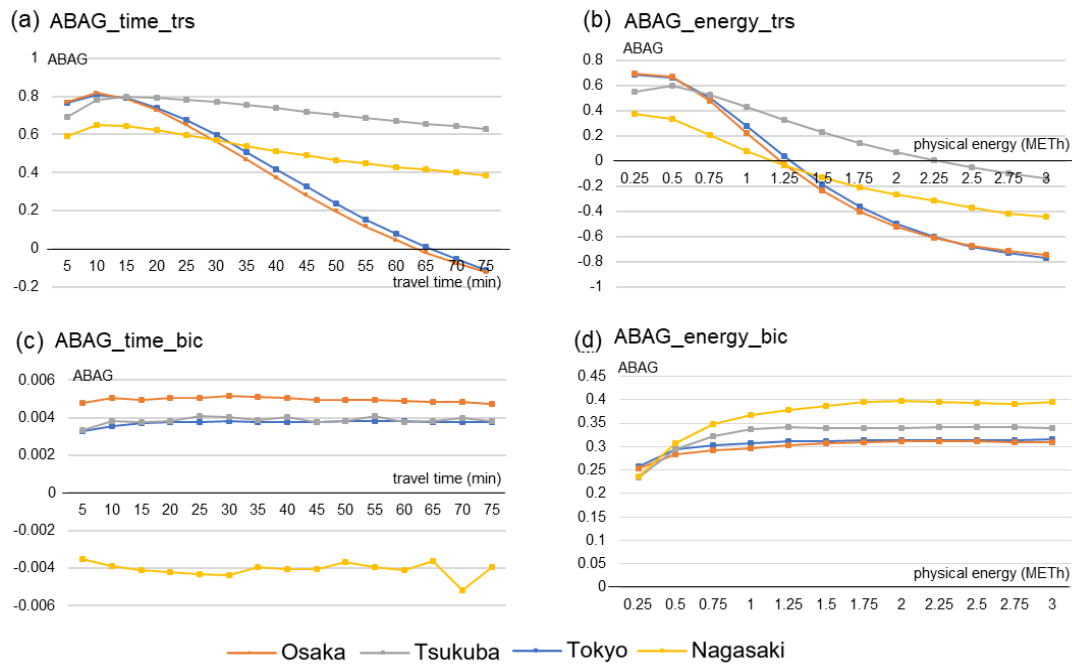 (a) ABAG_time_trs
ABAG
1
0.8
0.6
0.4
0.2
0
5 10 15 20 25 30 35 40 45 50 55 60 65 70 75
travel time (min)
-0.2
(b) ABAG_energy_trs
ABAG
0.8
0.6
0.4
0.2
physical energy (METh)
0
0.25 0.5 0.75 1 1.25 1.5 1.75 2 2.25 2.5 2.75 3
-0.2
-0.4
-0.6
-0.8
-1
(c) ABAG_time_bic
0.006
ABAG
0.004
0.002
travel time (min)
0
5 10 15 20 25 30 35 40 45 50 55 60 65 70 75
-0.002
-0.004
-0.006
(d) ABAG_energy_bic
ABAG
0.45
0.4
0.35
0.3
0.25
0.2
0.15
0.1
0.05
physical energy (METh)
0
0.25 0.5 0.75 1 1.25 1.5 1.75 2 2.25 2.5 2.75 3
Osaka Tsukuba Tokyo Nagasaki